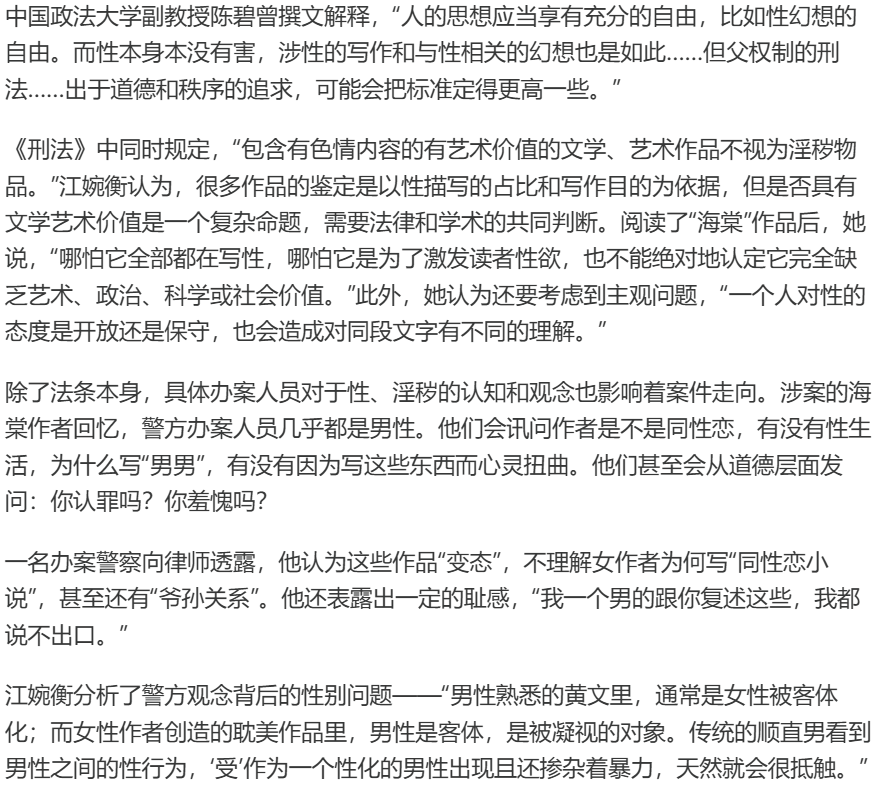 中国政法大学副教授陈碧曾撰文解释，“人的思想应当享有充分的自由，比如性幻想的
自由。而性本身本没有害，涉性的写作和与性相关的幻想也是如此......但父权制的刑
法......出于道德和秩序的追求，可能会把标准定得更高一些。”
《刑法》中同时规定，“包含有色情内容的有艺术价值的文学、艺术作品不视为淫秽物
品。”江婉衡认为，很多作品的鉴定是以性描写的占比和写作目的为依据，但是否具有
文学艺术价值是一个复杂命题，需要法律和学术的共同判断。阅读了“海棠”作品后，她
说，“哪怕它全部都在写性，哪怕它是为了激发读者性欲，也不能绝对地认定它完全缺
乏艺术、政治、科学或社会价值。”此外，她认为还要考虑到主观问题，“一个人对性的
态度是开放还是保守，也会造成对同段文字有不同的理解。”
除了法条本身，具体办案人员对于性、淫秽的认知和观念也影响着案件走向。涉案的海
棠作者回忆，警方办案人员几乎都是男性。他们会讯问作者是不是同性恋，有没有性生
活，为什么写“男男”，有没有因为写这些东西而心灵扭曲。他们甚至会从道德层面发
问：你认罪吗？你羞愧吗？
一名办案警察向律师透露，他认为这些作品“变态”，不理解女作者为何写“同性恋小
说”，甚至还有“爷孙关系”。他还表露出一定的耻感，“我一个男的跟你复述这些，我都
说不出口。”
江婉衡分析了警方观念背后的性别问题——“男性熟悉的黄文里，通常是女性被客体
化；而女性作者创造的耽美作品里，男性是客体，是被凝视的对象。传统的顺直男看到
男性之间的性行为，‘受’作为一个性化的男性出现且还掺杂着暴力，天然就会很抵触。”